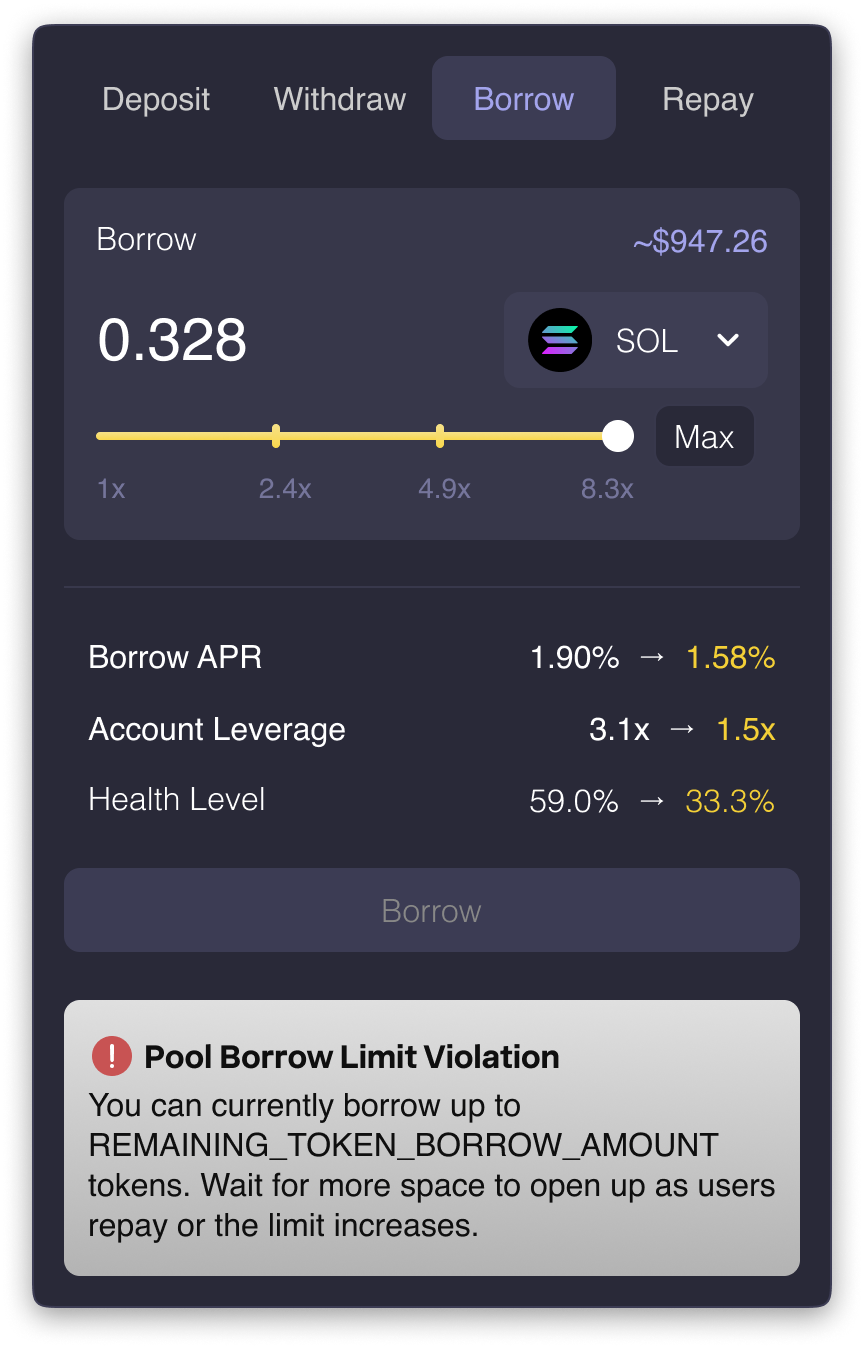 Deposit Withdraw Borrow Repay
Borrow ~$947.26
0.328 SOL
Max
1x 2.4x 4.9x 8.3x
Borrow APR 1.90% → 1.58%
Account Leverage 3.1x → 1.5x
Health Level 59.0% → 33.3%
Borrow
Pool Borrow Limit Violation
You can currently borrow up to
REMAINING_TOKEN_BORROW_AMOUNT
tokens. Wait for more space to open up as users
repay or the limit increases.